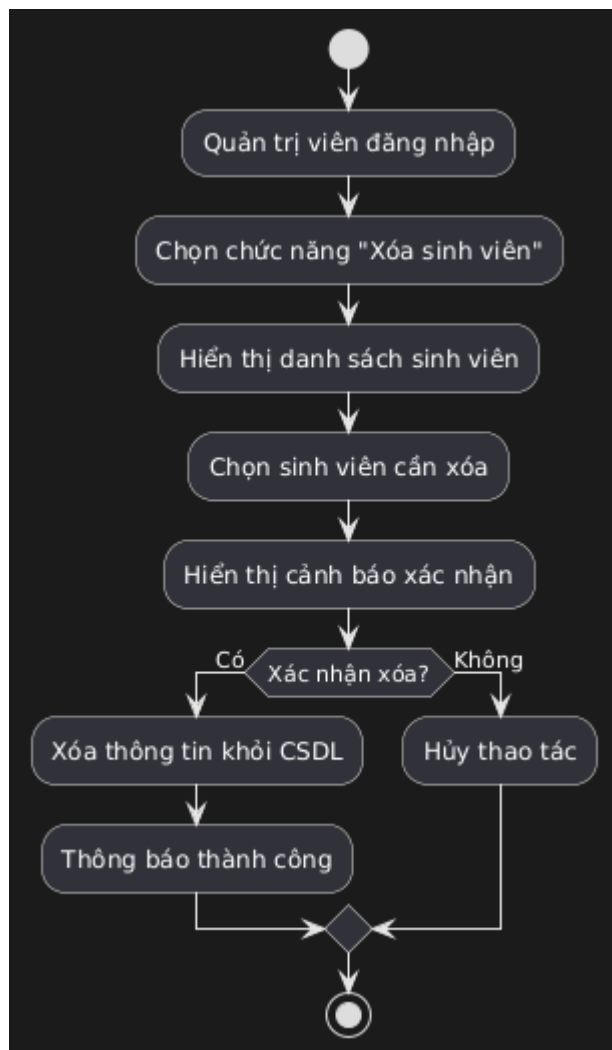 Quản trị viên đăng nhập
Chọn chức năng "Xóa sinh viên"
Hiển thị danh sách sinh viên
Chọn sinh viên cần xóa
Hiển thị cảnh báo xác nhận
Có
Xác nhận xóa?
Không
Xóa thông tin khỏi CSDL
Hủy thao tác
Thông báo thành công